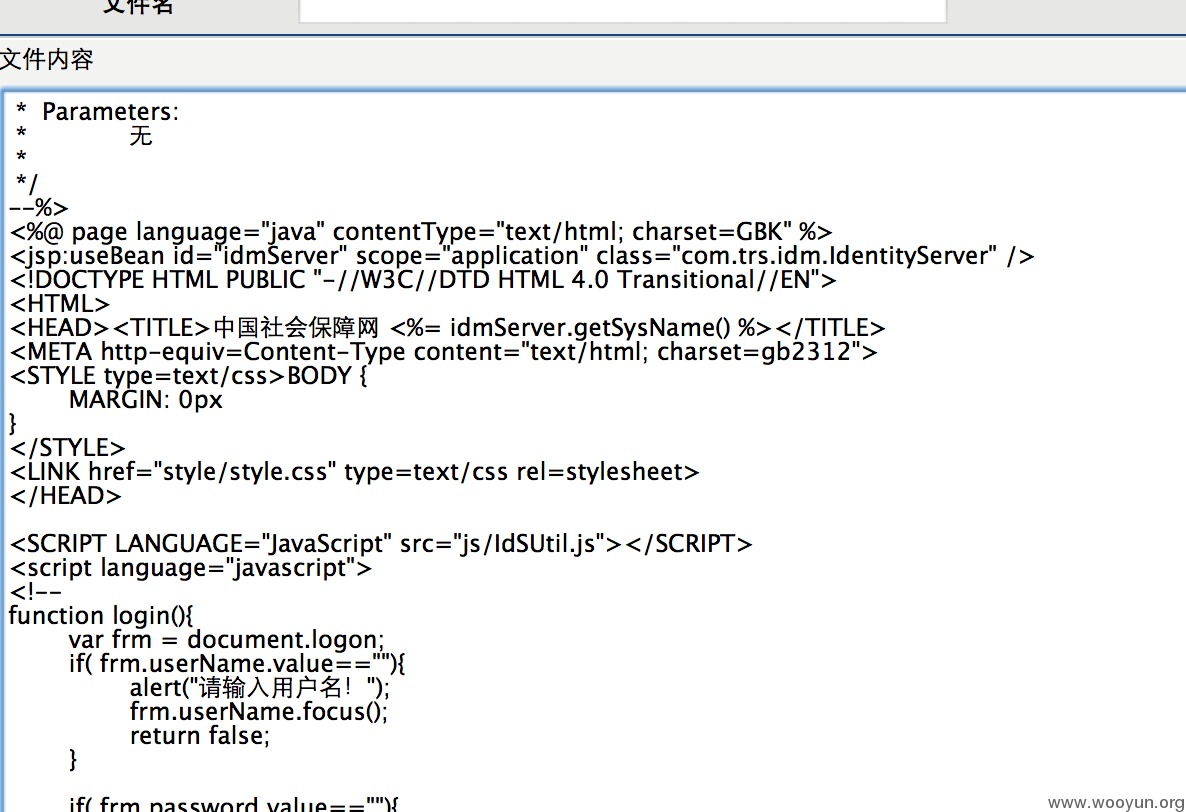 文件名
文件内容
*  Parameters:
*        无
*
*/
--%>
<%@ page language="java" contentType="text/html; charset=GBK" %>
<jsp:useBean id="idmServer" scope="application" class="com.trs.idm.IdentityServer" />
<!DOCTYPE HTML PUBLIC "-//W3C//DTD HTML 4.0 Transitional//EN">
<HTML>
<HEAD><TITLE>中国社会保障网 <%= idmServer.getSysName() %></TITLE>
<META http-equiv=Content-Type content="text/html; charset=gb2312">
<STYLE type=text/css>BODY {
        MARGIN: 0px
}
</STYLE>
<LINK href="style/style.css" type=text/css rel=stylesheet>
</HEAD>

<SCRIPT LANGUAGE="JavaScript" src="js/IdSUtil.js"></SCRIPT>
<script language="javascript">
<!--
function login(){
        var frm = document.logon;
        if( frm.userName.value==""){
                alert("请输入用户名！");
                frm.userName.focus();
                return false;
        }

        if( frm.password.value==""){
www.wooyun.org